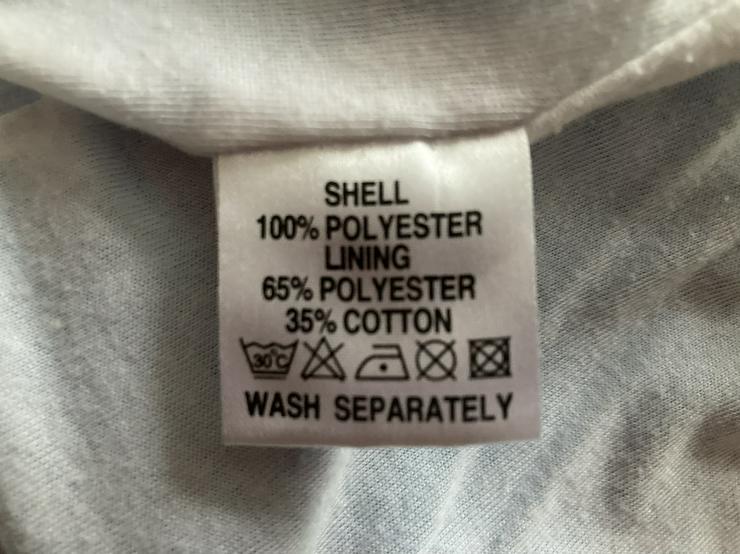 SHELL
100% POLYESTER
LINING
65% POLYESTER
35% COTTON
30°C
WASH SEPARATELY